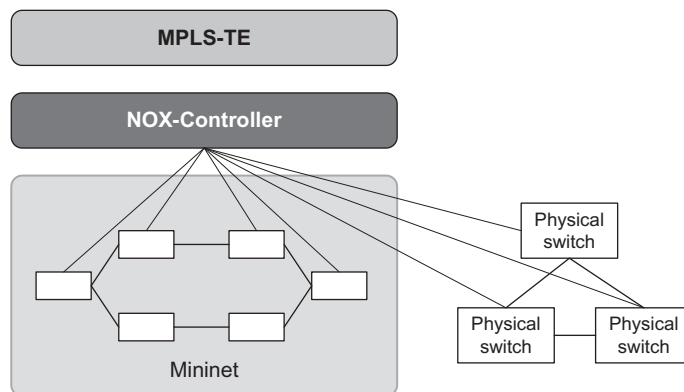 MPLS-TE
NOX-Controller
Physical
switch
Physical
switch
Physical
switch
Mininet